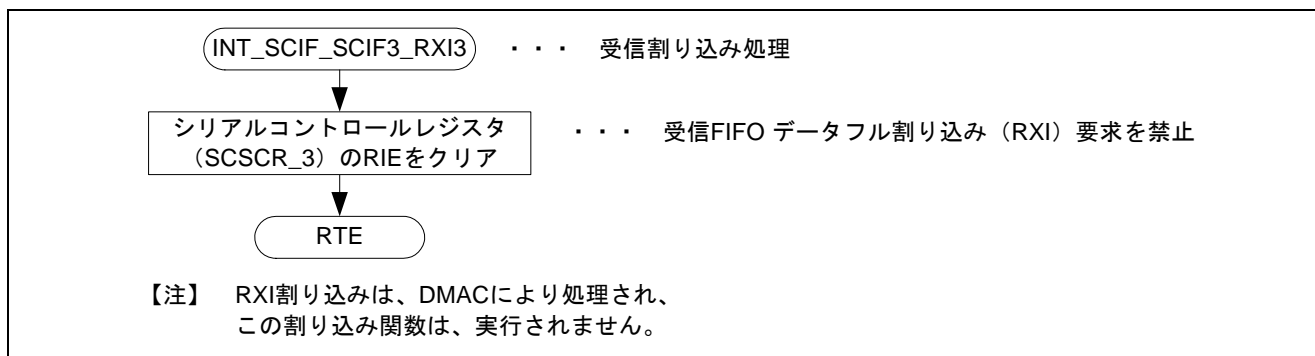 INT_SCIF_SCIF3_RXI3 ・・・ 受信割り込み処理
シリアルコントロールレジスタ
（SCSCR_3）のRIEをクリア
・・・ 受信FIFO データフル割り込み（RXI）要求を禁止
RTE
【注】 RXI割り込みは、DMACにより処理され、
この割り込み関数は、実行されません。